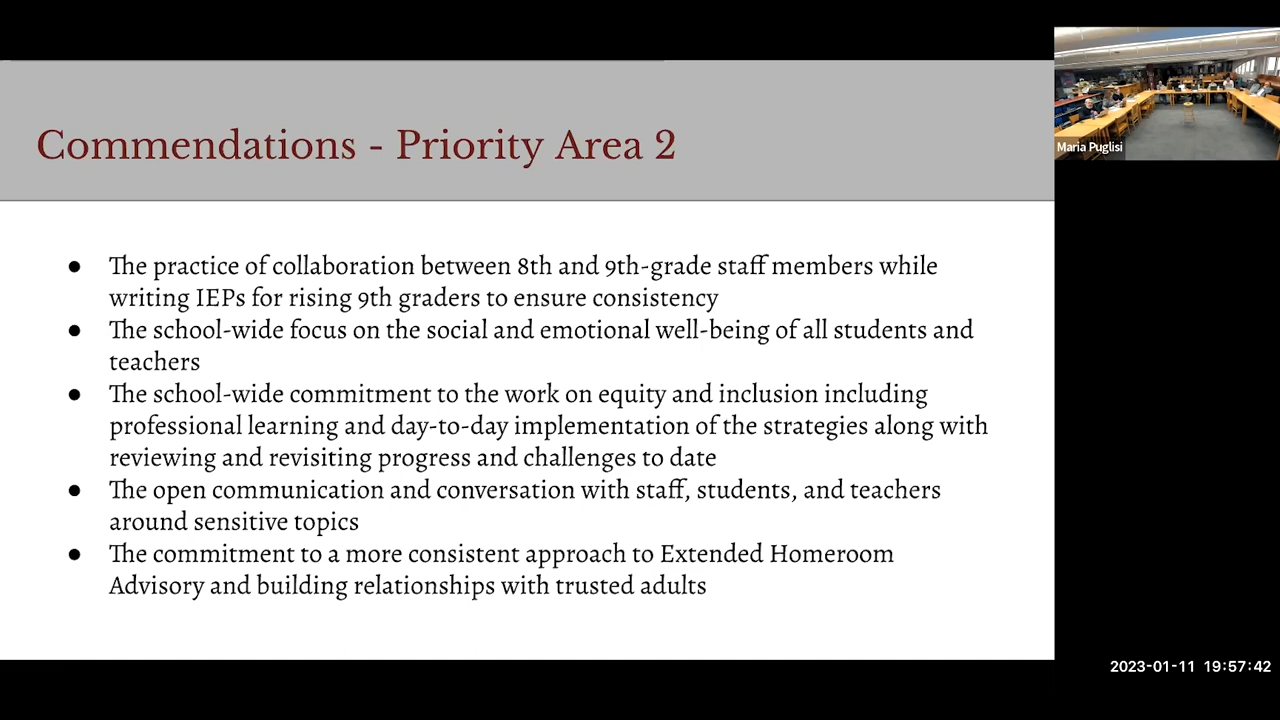 Commendations - Priority Area 2
Maria Puglisi
● The practice of collaboration between 8th and 9th-grade staff members while
writing IEPs for rising 9th graders to ensure consistency
● The school-wide focus on the social and emotional well-being of all students and
teachers
● The school-wide commitment to the work on equity and inclusion including
professional learning and day-to-day implementation of the strategies along with
reviewing and revisiting progress and challenges to date
● The open communication and conversation with staff, students, and teachers
around sensitive topics
● The commitment to a more consistent approach to Extended Homeroom
Advisory and building relationships with trusted adults
2023-01-11 19:57:42